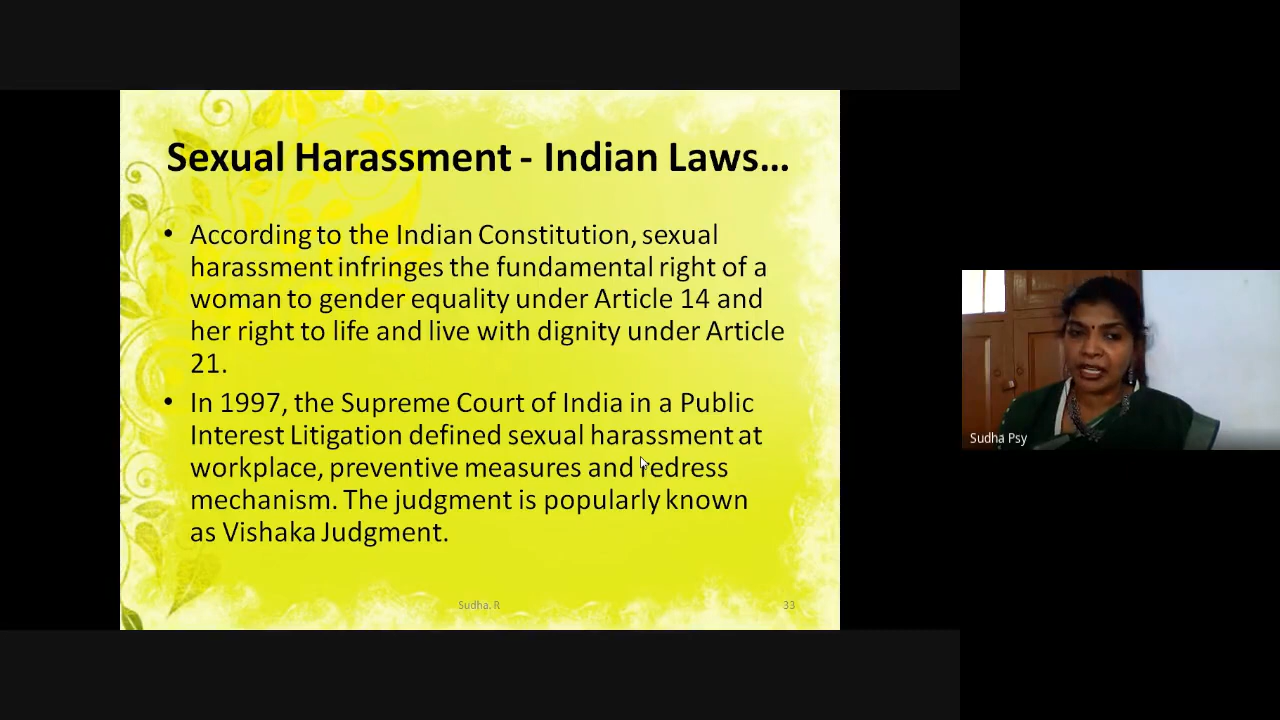 Sexual Harassment - Indian Laws...
• According to the Indian Constitution, sexual
harassment infringes the fundamental right of a
woman to gender equality under Article 14 and
her right to life and live with dignity under Article
21.
• In 1997, the Supreme Court of India in a Public
Interest Litigation defined sexual harassment at
workplace, preventive measures and redress
mechanism. The judgment is popularly known
as Vishaka Judgment.
Sudha. R
33
Sudha Psy